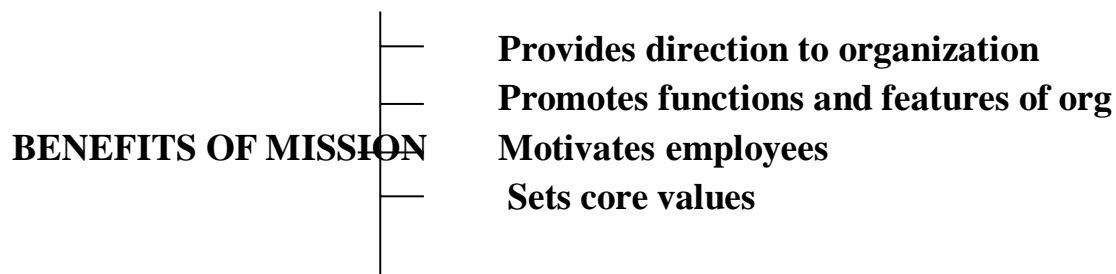 Provides direction to organization
Promotes functions and features of org
BENEFITS OF MISSION
Motivates employees
Sets core values